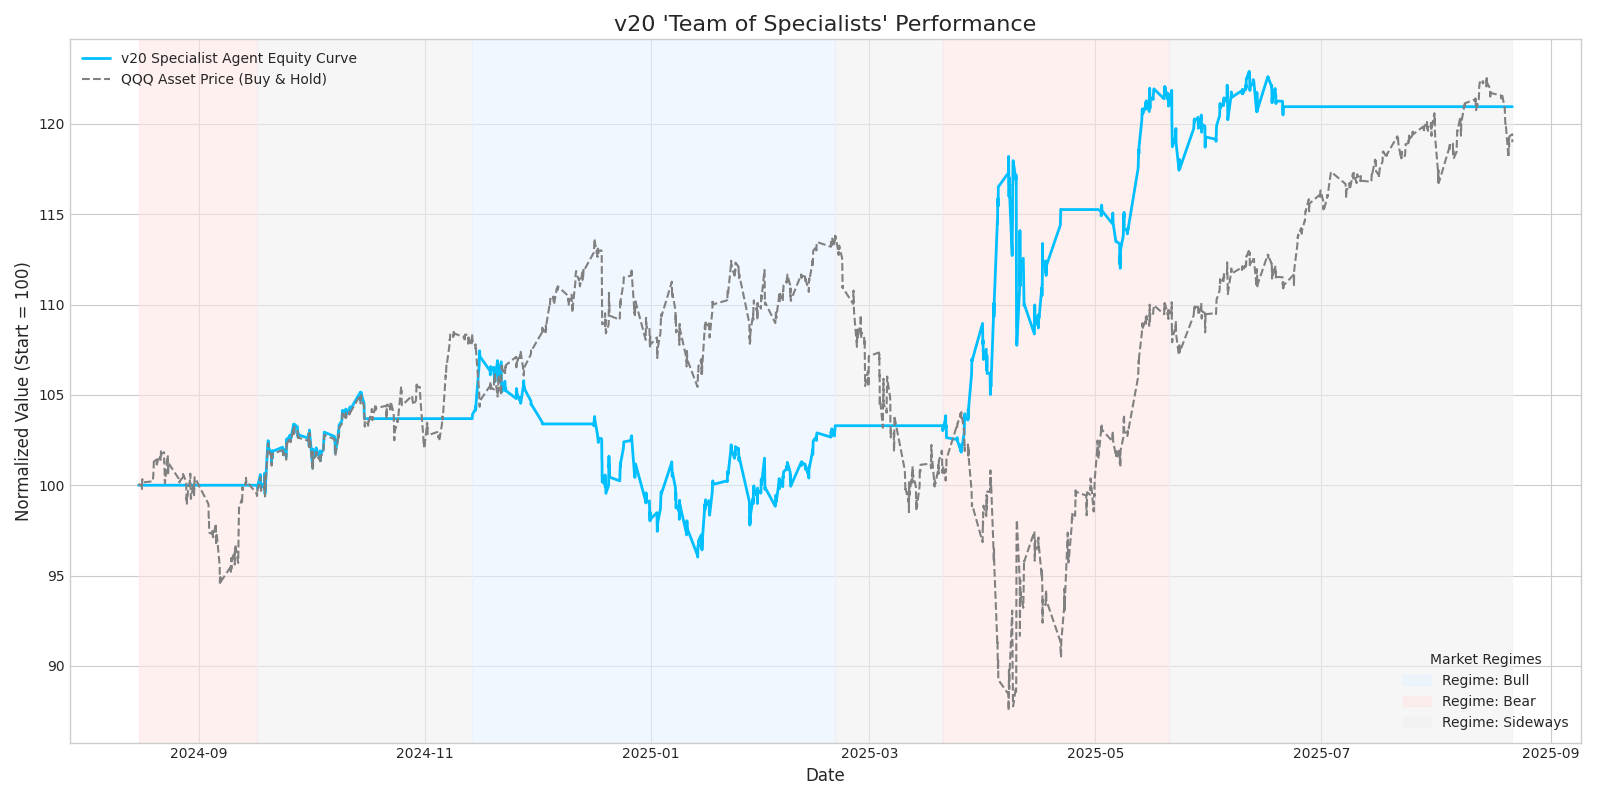 v20 'Team of Specialists' Performance
v20 Specialist Agent Equity Curve
QQQ Asset Price (Buy & Hold)
Normalized Value (Start = 100)
120
115
110
105
100
95
90
Market Regimes
Regime: Bull
Regime: Bear
Regime: Sideways
2024-09
2024-11
2025-01
2025-03
2025-05
2025-07
2025-09
Date